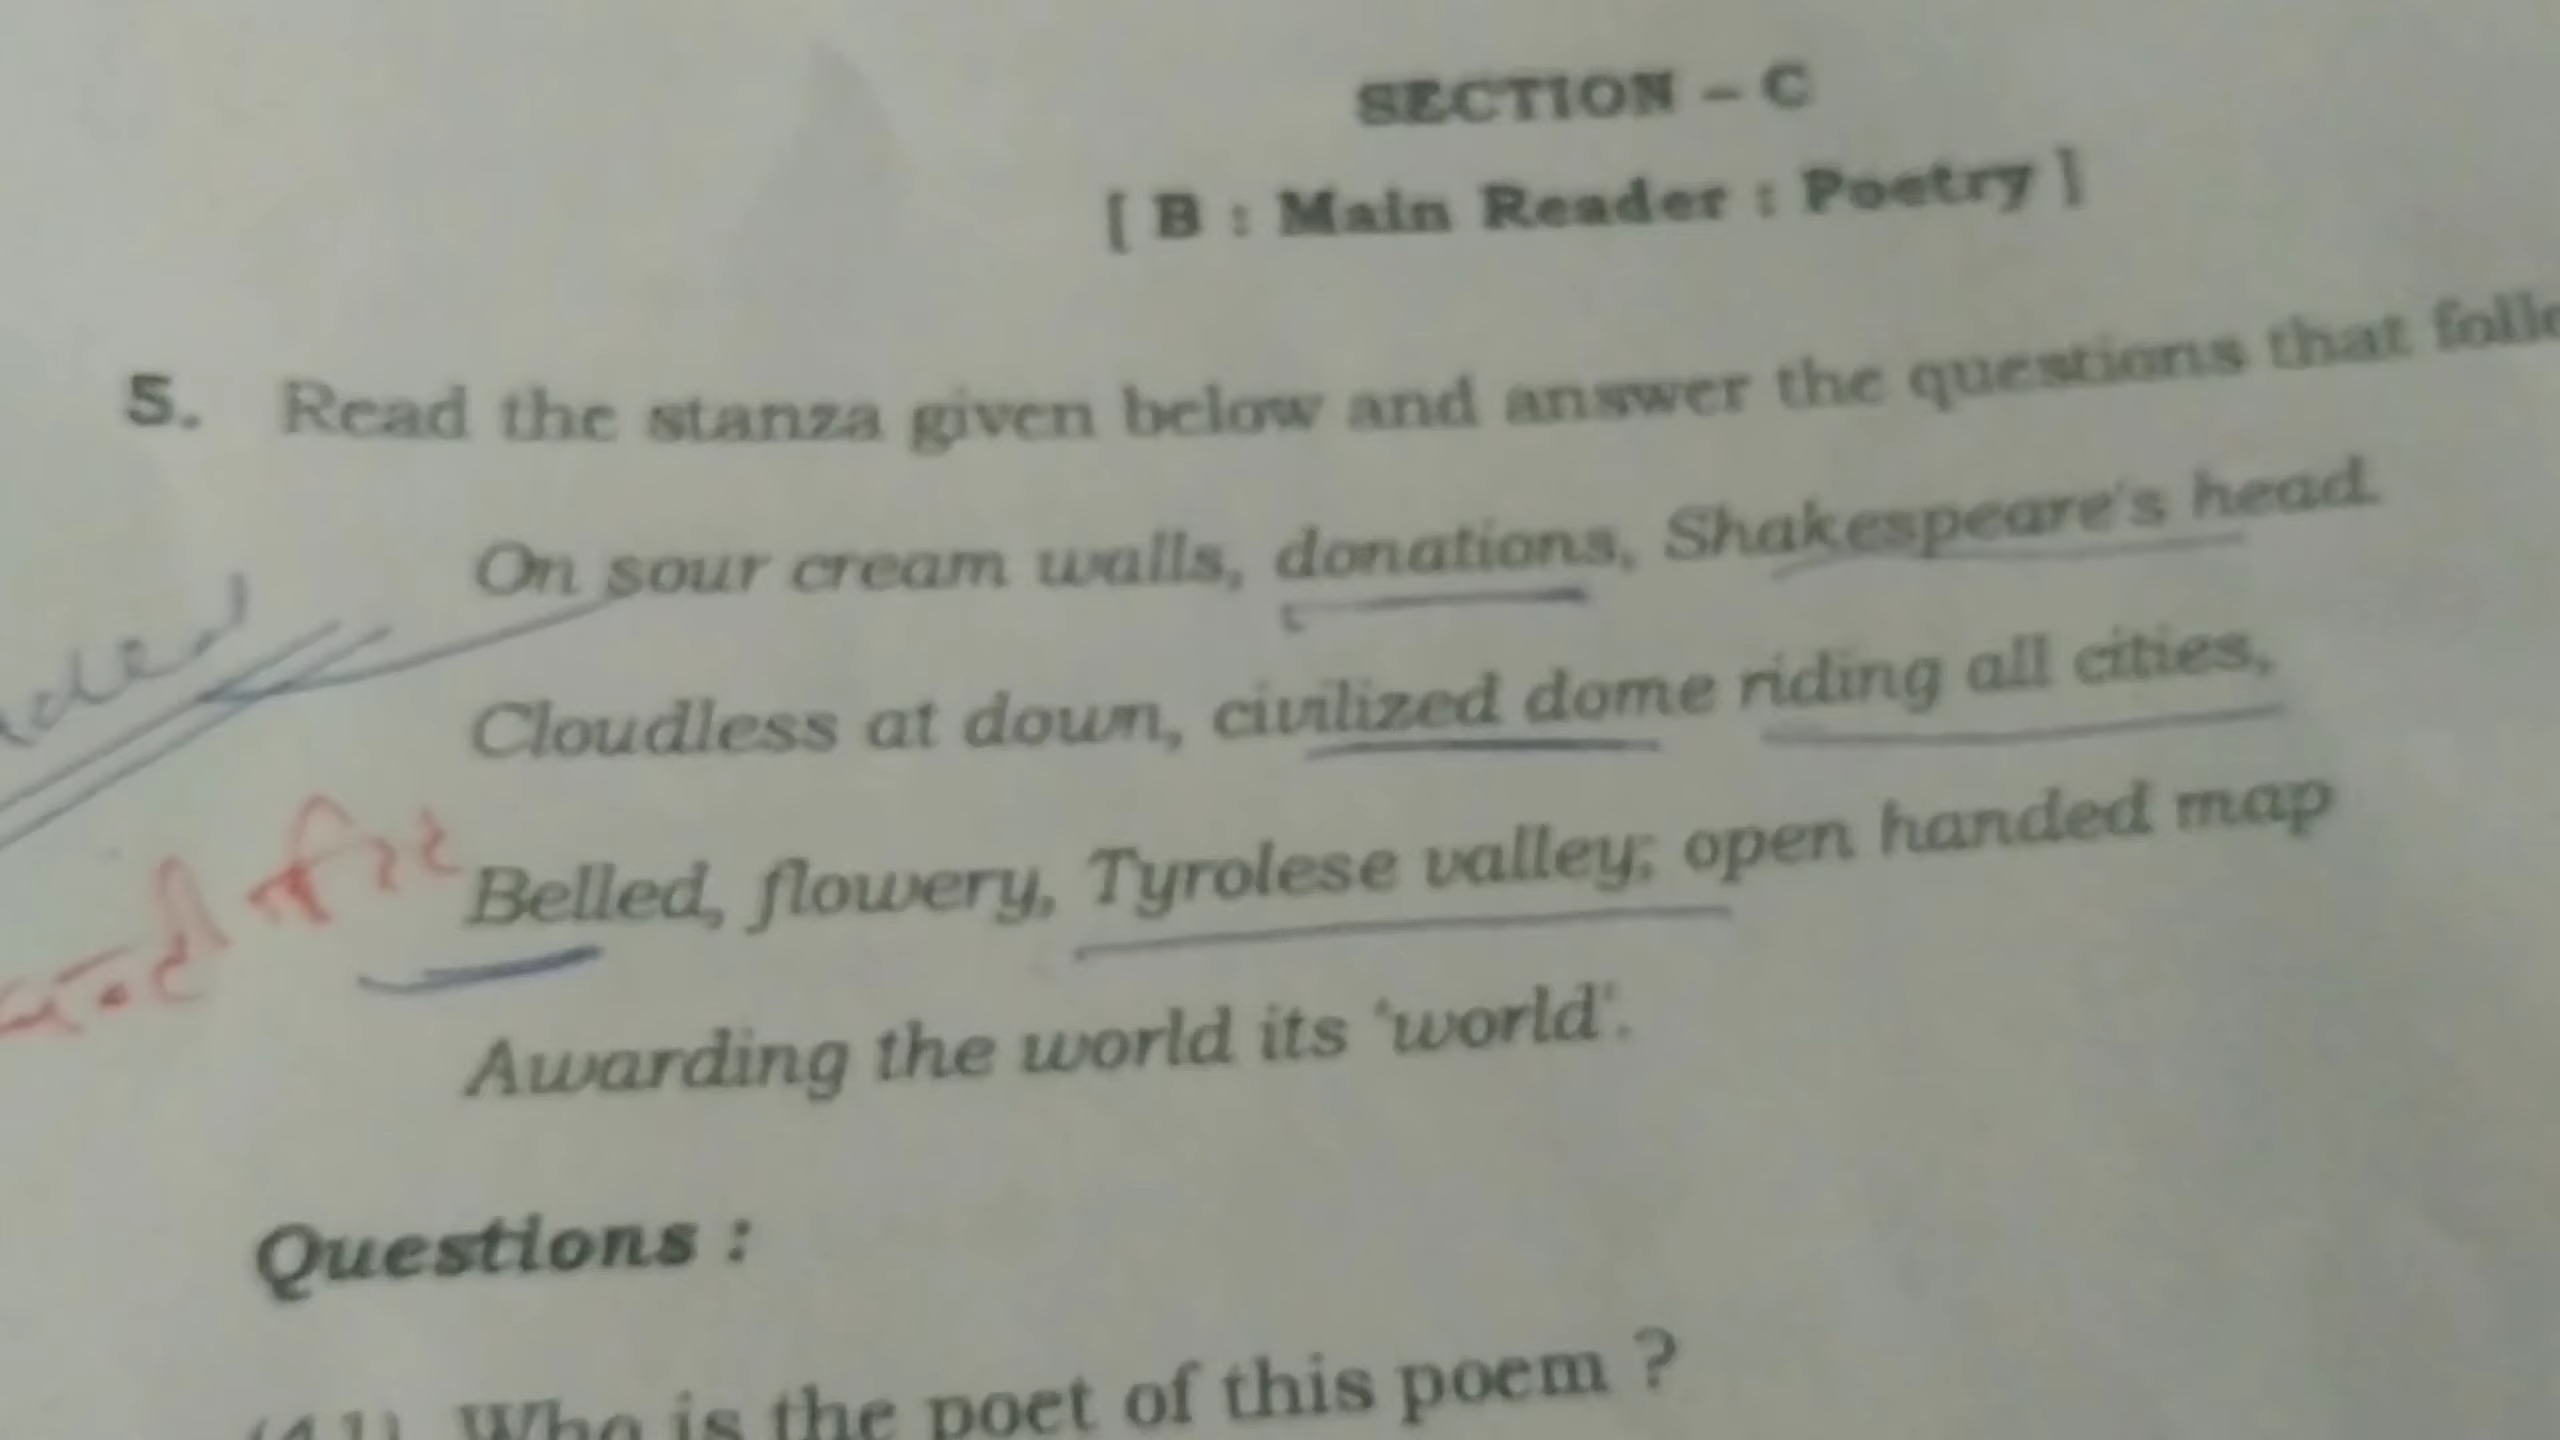 SECTION – C
[ B : Main Reader : Poetry ]
5. Read the stanza given below and answer the questions that
On sour cream walls, donations, Shakespeare's head.
Cloudless at down, civilized dome riding all cities,
Belled, flowery, Tyrolese valley; open handed map
Awarding the world its 'world'.
Questions :
(41) Who is the poet of this poem ?